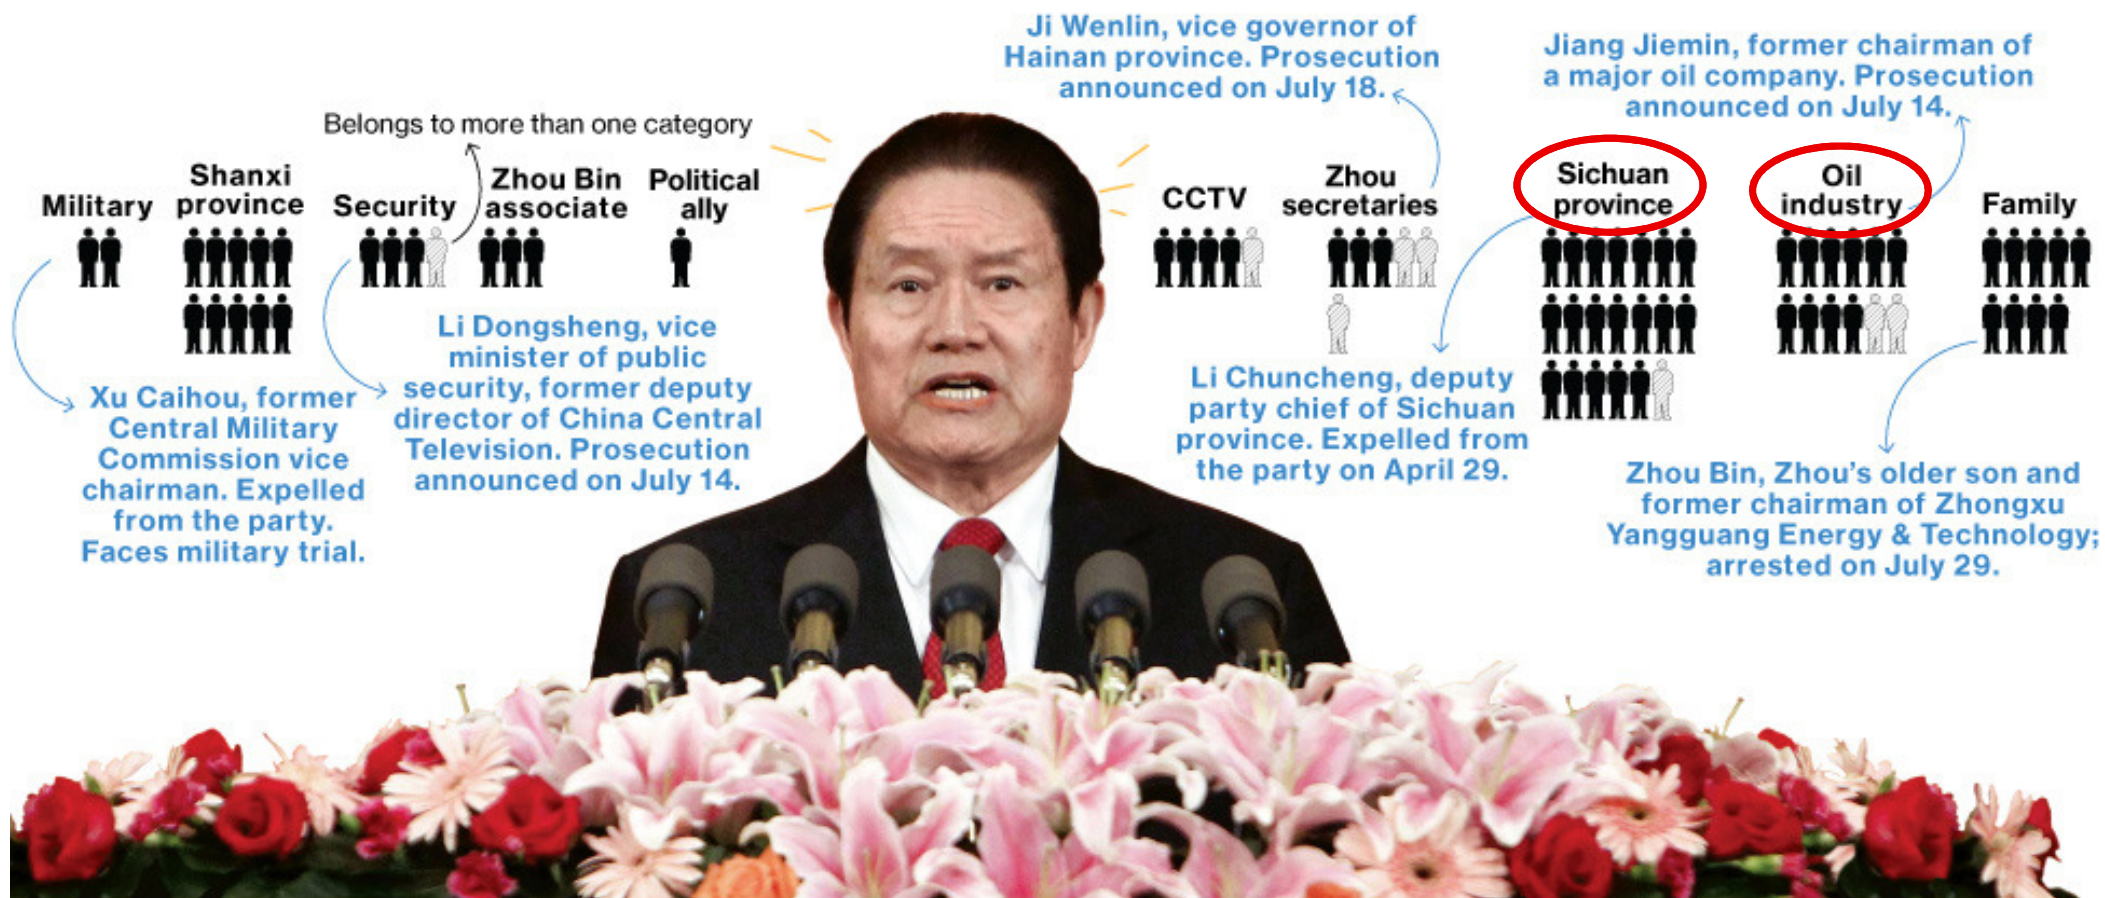 Belongs to more than one category
Military
Shanxi
province
Security
Zhou Bin
associate
Political
ally
Xu Caihou, former
Central Military
Commission vice
chairman. Expelled
from the party.
Faces military trial.
Li Dongsheng, vice
minister of public
security, former deputy
director of China Central
Television. Prosecution
announced on July 14.
Ji Wenlin, vice governor of
Hainan province. Prosecution
announced on July 18.
Jiang Jiemin, former chairman of
a major oil company. Prosecution
announced on July 14.
CCTV
Zhou
secretaries
Sichuan
province
Oil
industry
Family
Li Chuncheng, deputy
party chief of Sichuan
province. Expelled from
the party on April 29.
Zhou Bin, Zhou's older son and
former chairman of Zhongxu
Yangguang Energy & Technology;
arrested on July 29.